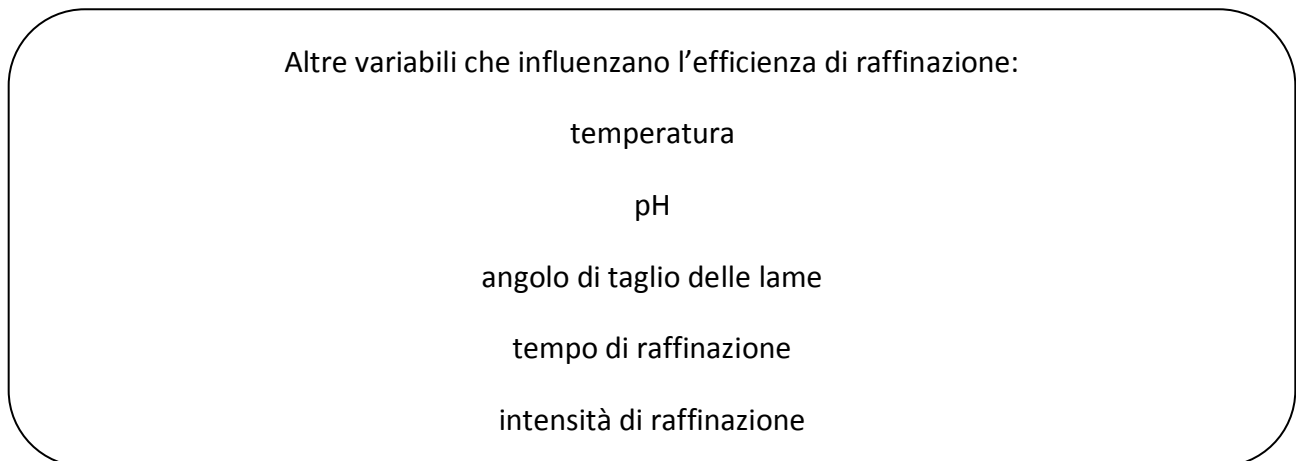 Altre variabili che influenzano l’efficienza di raffinazione:
temperatura
pH
angolo di taglio delle lame
tempo di raffinazione
intensità di raffinazione